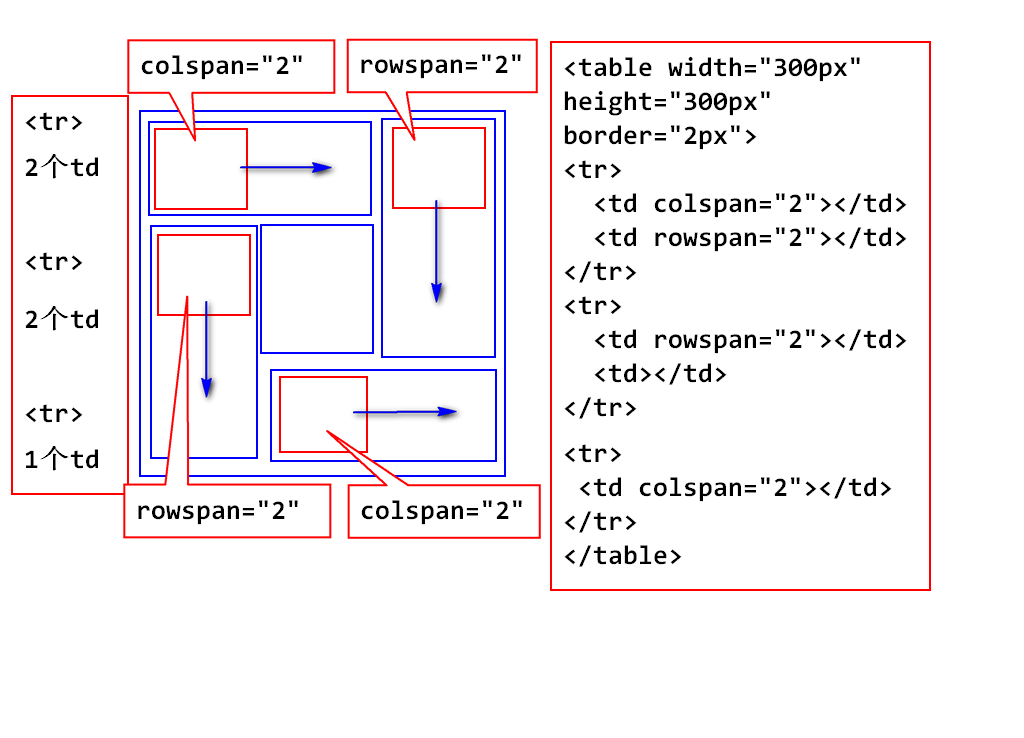 colspan="2"
rowspan="2"
<tr>
2个td
<tr>
2个td
<tr>
1个td
rowspan="2"
colspan="2"
<table width="300px"
height="300px"
border="2px">
<tr>
<td colspan="2"></td>
<td rowspan="2"></td>
</tr>
<tr>
<td rowspan="2"></td>
<td></td>
</tr>
<tr>
<td colspan="2"></td>
</tr>
</table>